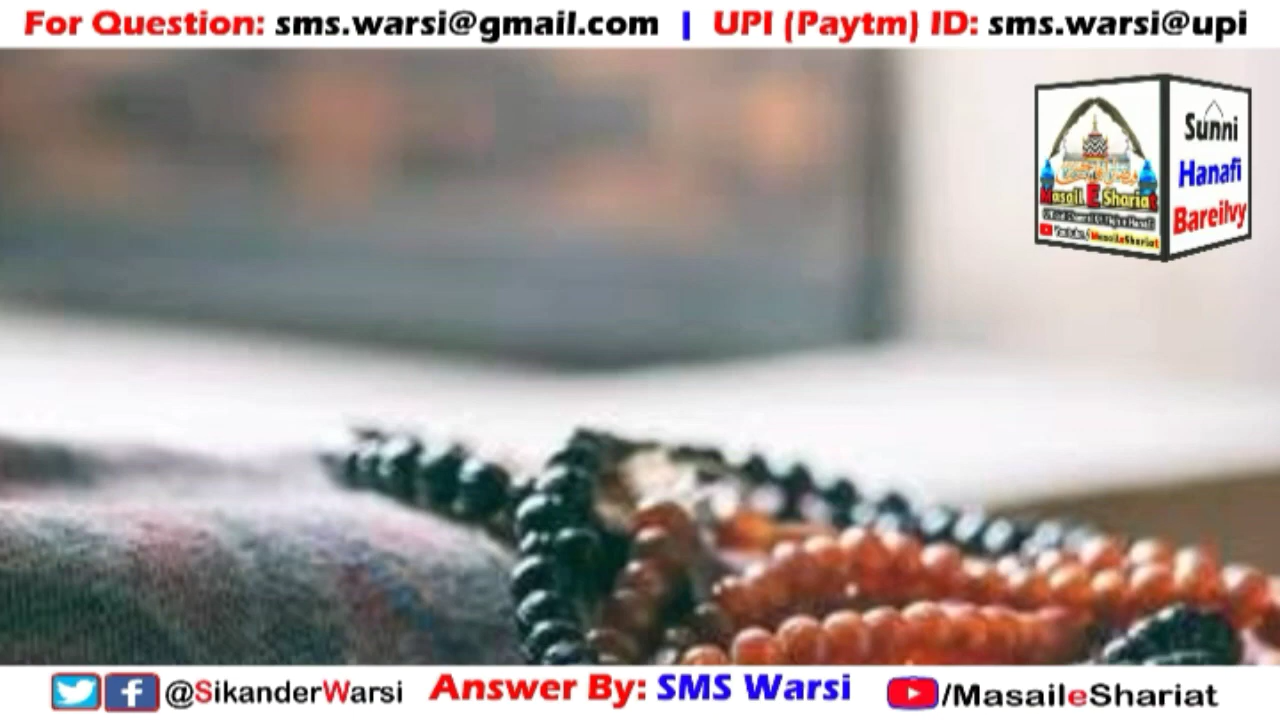 For Question: sms.warsi@gmail.com | UPI (Paytm) ID: sms.warsi@upi
Sunni
Hanafi
Bareilvy
Masail E Shariat
@SikanderWarsi
Answer By: SMS Warsi
/MasaileShariat